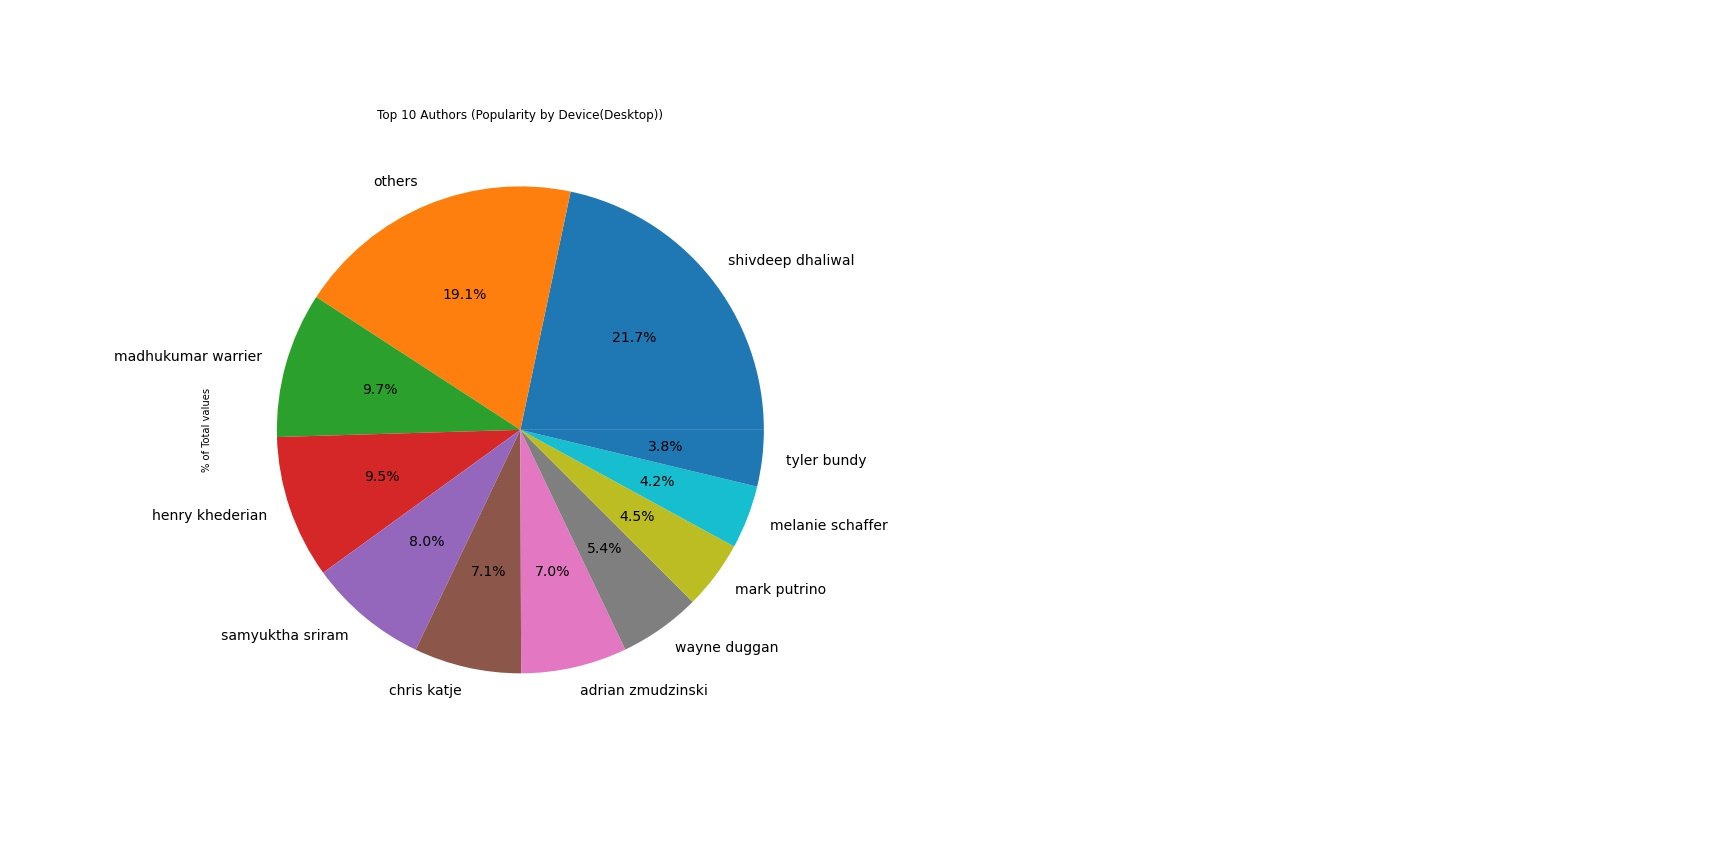 Top 10 Authors (Popularity by Device(Desktop))
others
shivdeep dhaliwal
19.1%
21.7%
madhukumar warrier
9.7%
% of Total values
3.8%
tyler bundy
9.5%
4.2%
henry khederian
4.5%
melanie schaffer
8.0%
5.4%
7.1%
7.0%
mark putrino
samyuktha sriram
wayne duggan
chris katje
adrian zmudzinski